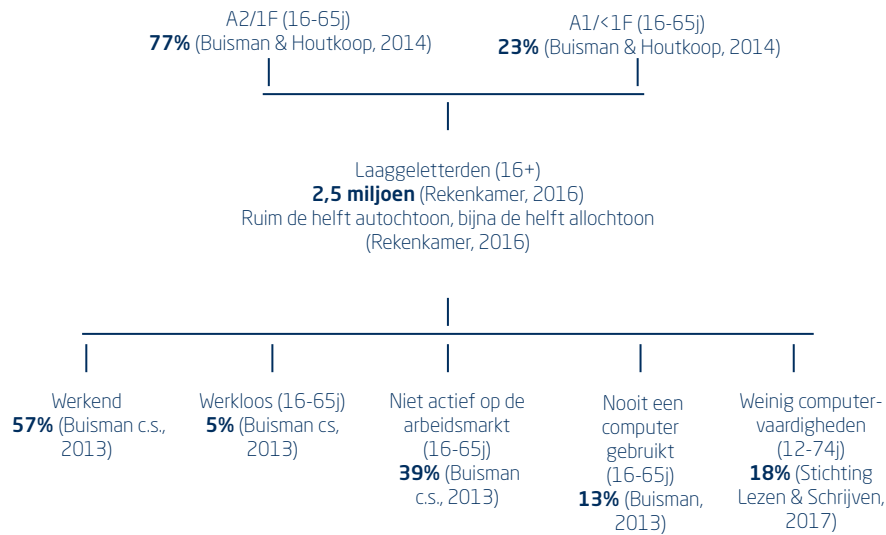 A2/1F (16-65j)
77% (Buisman & Houtkoop, 2014)
A1/<1F (16-65j)
23% (Buisman & Houtkoop, 2014)
Laaggeletterden (16+)
2,5 miljoen (Rekenkamer, 2016)
Ruim de helft autochtoon, bijna de helft allochtoon
(Rekenkamer, 2016)
Werkend
57% (Buisman c.s.,
2013)
Werkloos (16-65j)
5% (Buisman cs,
2013)
Niet actief op de
arbeidsmarkt
(16-65j)
39% (Buisman
c.s., 2013)
Nooit een
computer
gebruikt
(16-65j)
13% (Buisman,
2013)
Weinig computer-
vaardigheden
(12-74j)
18% (Stichting
Lezen & Schrijven,
2017)